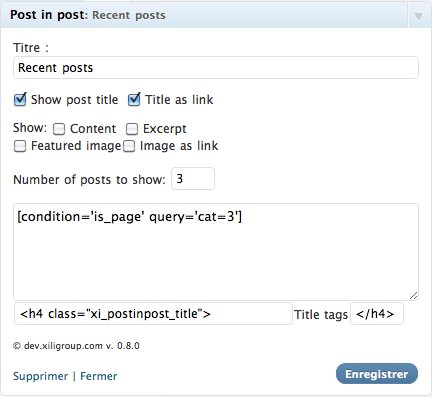 Post in post: Recent posts
Titre :
Recent posts
Show post title Title as link
Show: Content Excerpt
Featured image Image as link
Number of posts to show: 3
[condition='is_page' query='cat=3']
<h4 class="xi_postinpost_title"> Title tags </h4>
© dev.xiligroup.com v. 0.8.0
Supprimer | Fermer Enregistrer